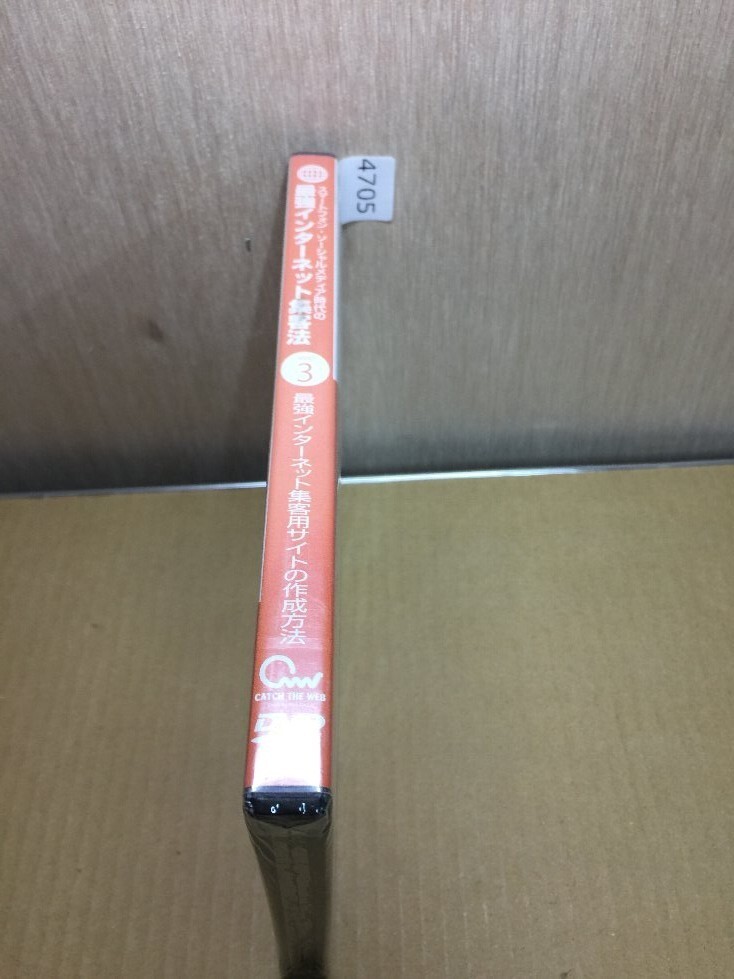 4705
スマートフォン・ソーシャルメディア時代の
最強インターネット集客法
3
最強インターネット集客用サイトの作成方法
CATCH THE WEB
DVD